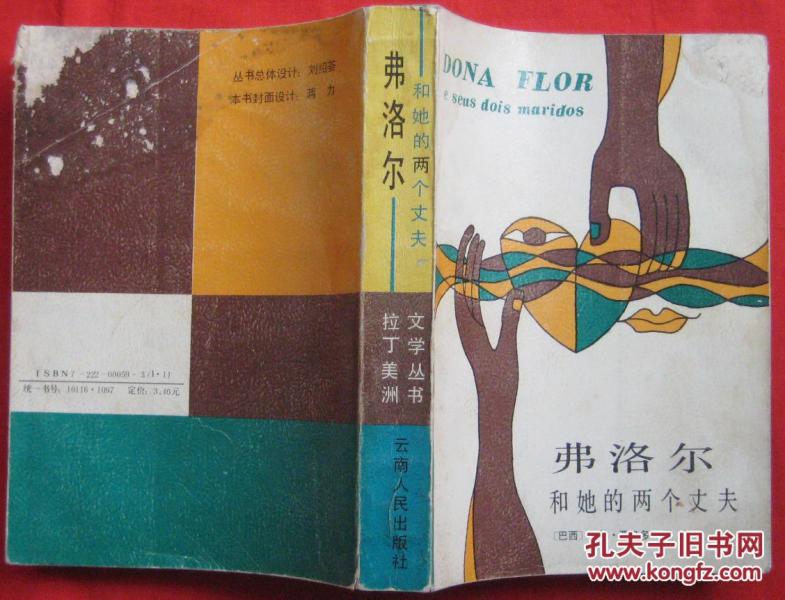 丛书总体设计：刘绍荟
本书封面设计：蒋 力
ISBN7-222-00059-3/I·11
统一书号：10116·1097 定价：3.40元
弗洛尔
和她的两个丈夫
拉丁美洲
文学丛书
云南人民出版社
DONA FLOR
e seus dois maridos
弗洛尔
和她的两个丈夫
〔巴西〕
孔夫子旧书网
www.kongfz.com